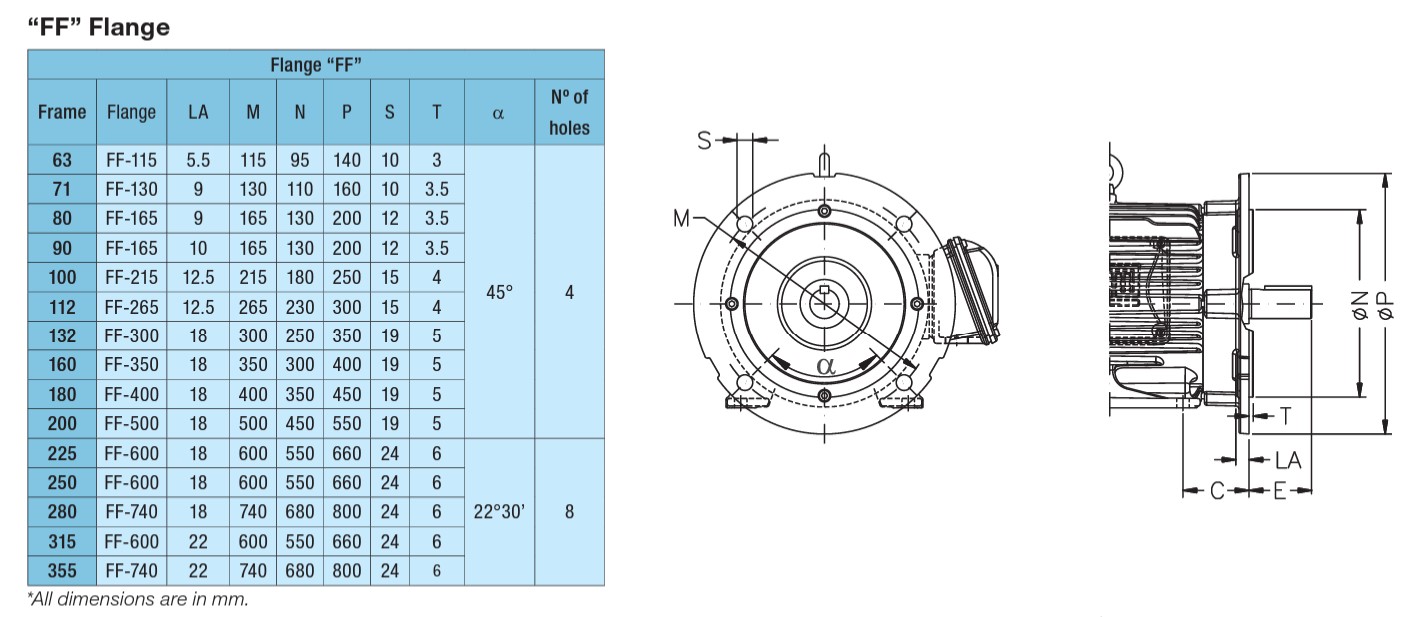 “FF” Flange
Flange “FF”
Frame Flange LA M N P S T α Nº of holes
63 FF-115 5.5 115 95 140 10 3 45° 4
71 FF-130 9 130 110 160 10 3.5
80 FF-165 9 165 130 200 12 3.5
90 FF-165 10 165 130 200 12 3.5
100 FF-215 12.5 215 180 250 15 4
112 FF-265 12.5 265 230 300 15 4
132 FF-300 18 300 250 350 19 5
160 FF-350 18 350 300 400 19 5
180 FF-400 18 400 350 450 19 5
200 FF-500 18 500 450 550 19 5
225 FF-600 18 600 550 660 24 6 22°30’ 8
250 FF-600 18 600 550 660 24 6
280 FF-740 18 740 680 800 24 6
315 FF-600 22 600 550 660 24 6
355 FF-740 22 740 680 800 24 6
*All dimensions are in mm.
S
M
α
ØN
ØP
T
LA
C
E